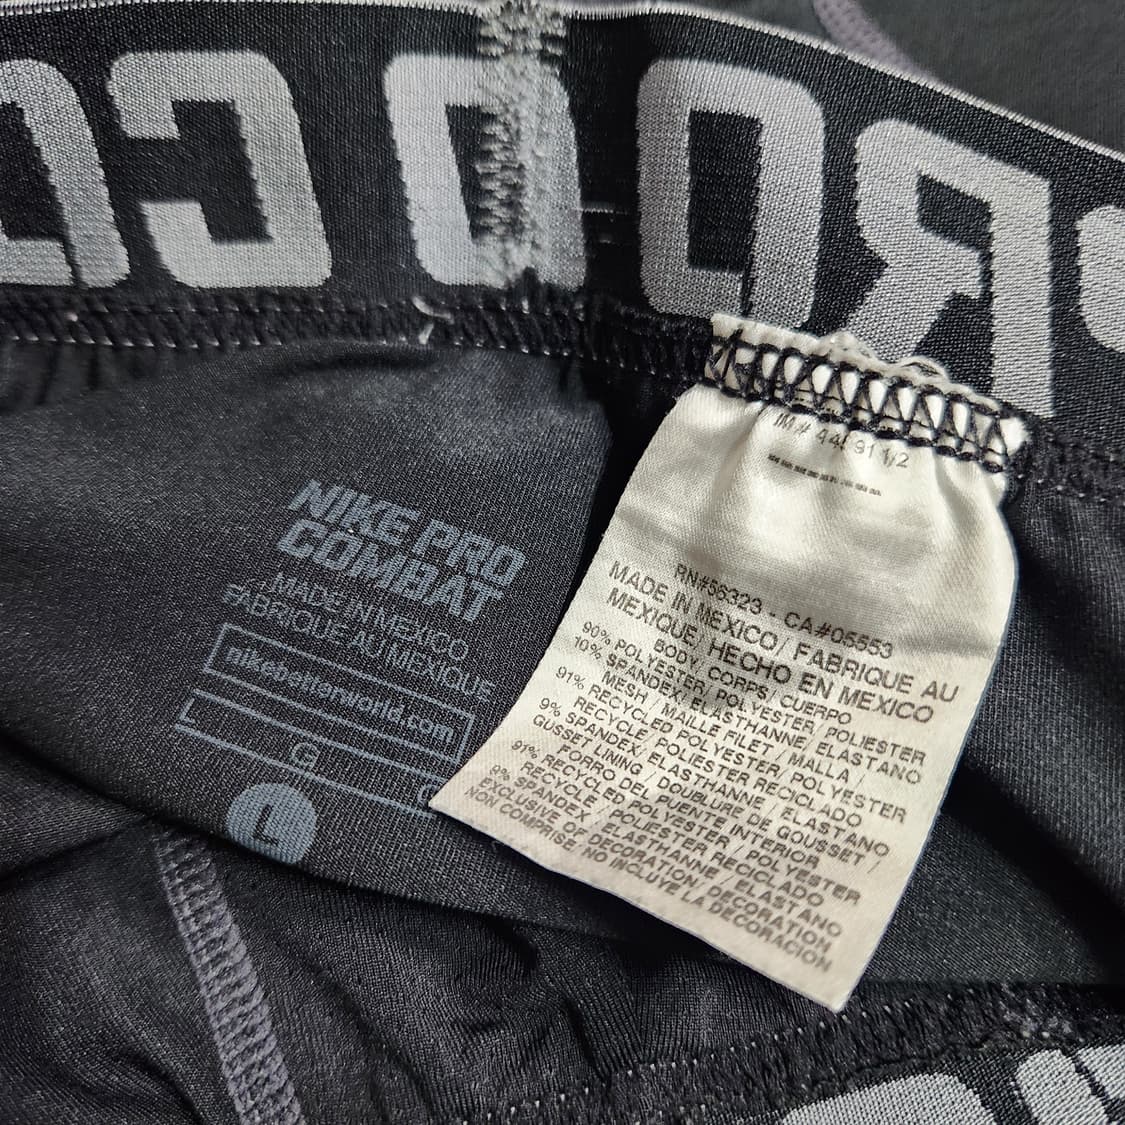 PRO CO
NIKE PRO
COMBAT
MADE IN MEXICO
FABRIQUE AU MEXIQUE
nikebetterworld.com
L
G
G
L
RN#56323 - CA#05553
MADE IN MEXICO / FABRIQUE AU
MEXIQUE / HECHO EN MEXICO
BODY / CORPS / CUERPO
90% POLYESTER / POLYESTER / POLIESTER
10% SPANDEX / ELASTHANNE / ELASTANO
MESH / MAILLE FILET / MALLA /
91% RECYCLED POLYESTER / POLYESTER
RECYCLE / POLIESTER RECICLADO
9% SPANDEX / ELASTHANNE / ELASTANO
GUSSET LINING / DOUBLURE DE GOUSSET /
FORRO DEL PUENTE INTERIOR
91% RECYCLED POLYESTER / POLYESTER
RECYCLE / POLIESTER RECICLADO
9% SPANDEX / ELASTHANNE / ELASTANO
EXCLUSIVE OF DECORATION / DECORATION
NON COMPRISE / NO INCLUYE LA DECORACION